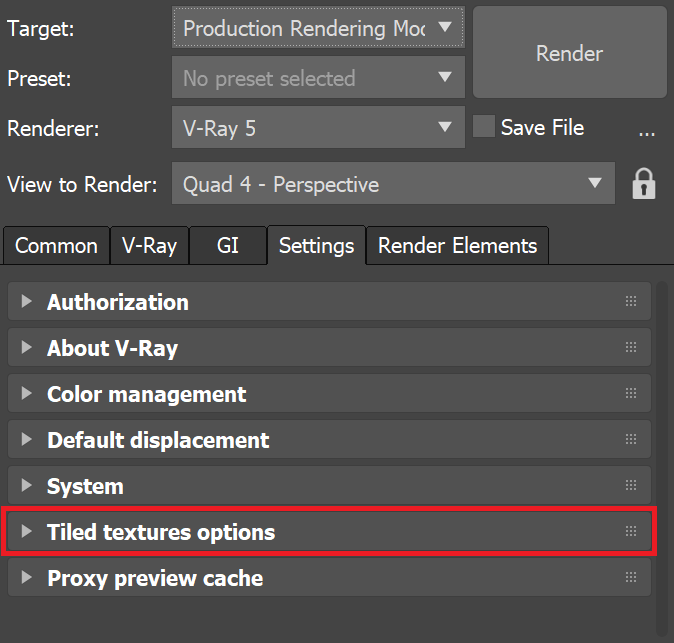 Target: Production Rendering Moc
Render
Preset: No preset selected
Renderer: V-Ray 5
Save File ...
View to Render: Quad 4 - Perspective
Common V-Ray GI Settings Render Elements
Authorization
About V-Ray
Color management
Default displacement
System
Tiled textures options
Proxy preview cache